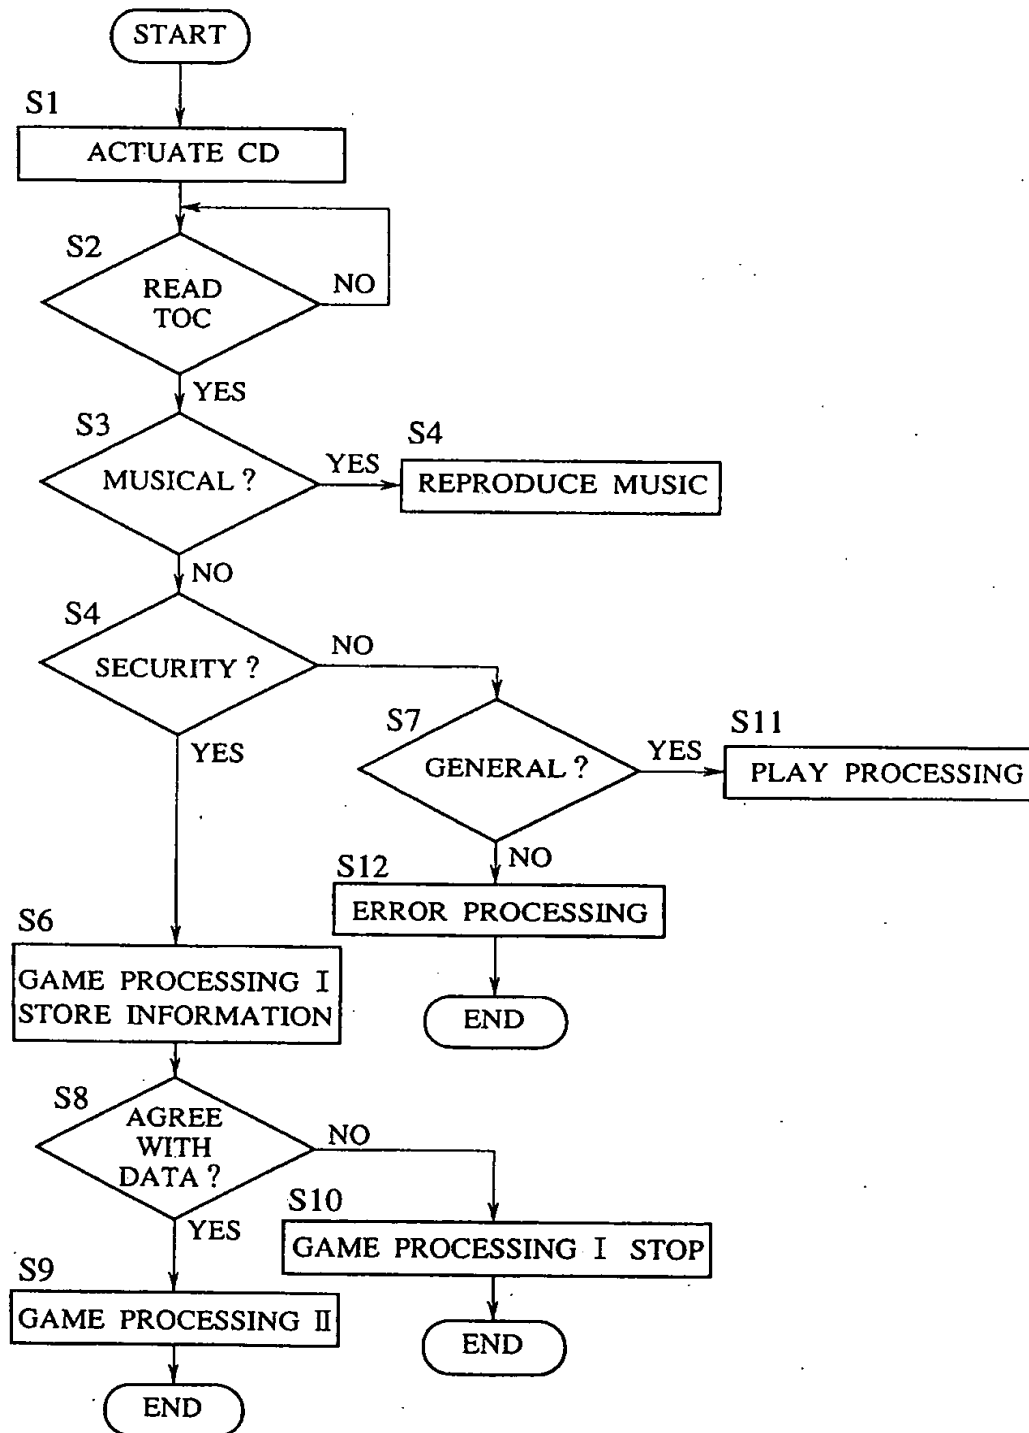 START
S1
ACTUATE CD
S2
READ
TOC
NO
YES
S3
MUSICAL ?
YES
S4
REPRODUCE MUSIC
NO
S4
SECURITY ?
NO
YES
S7
GENERAL ?
YES
S11
PLAY PROCESSING
NO
S12
ERROR PROCESSING
END
S6
GAME PROCESSING I
STORE INFORMATION
S8
AGREE
WITH
DATA ?
NO
YES
S10
GAME PROCESSING I STOP
END
S9
GAME PROCESSING II
END